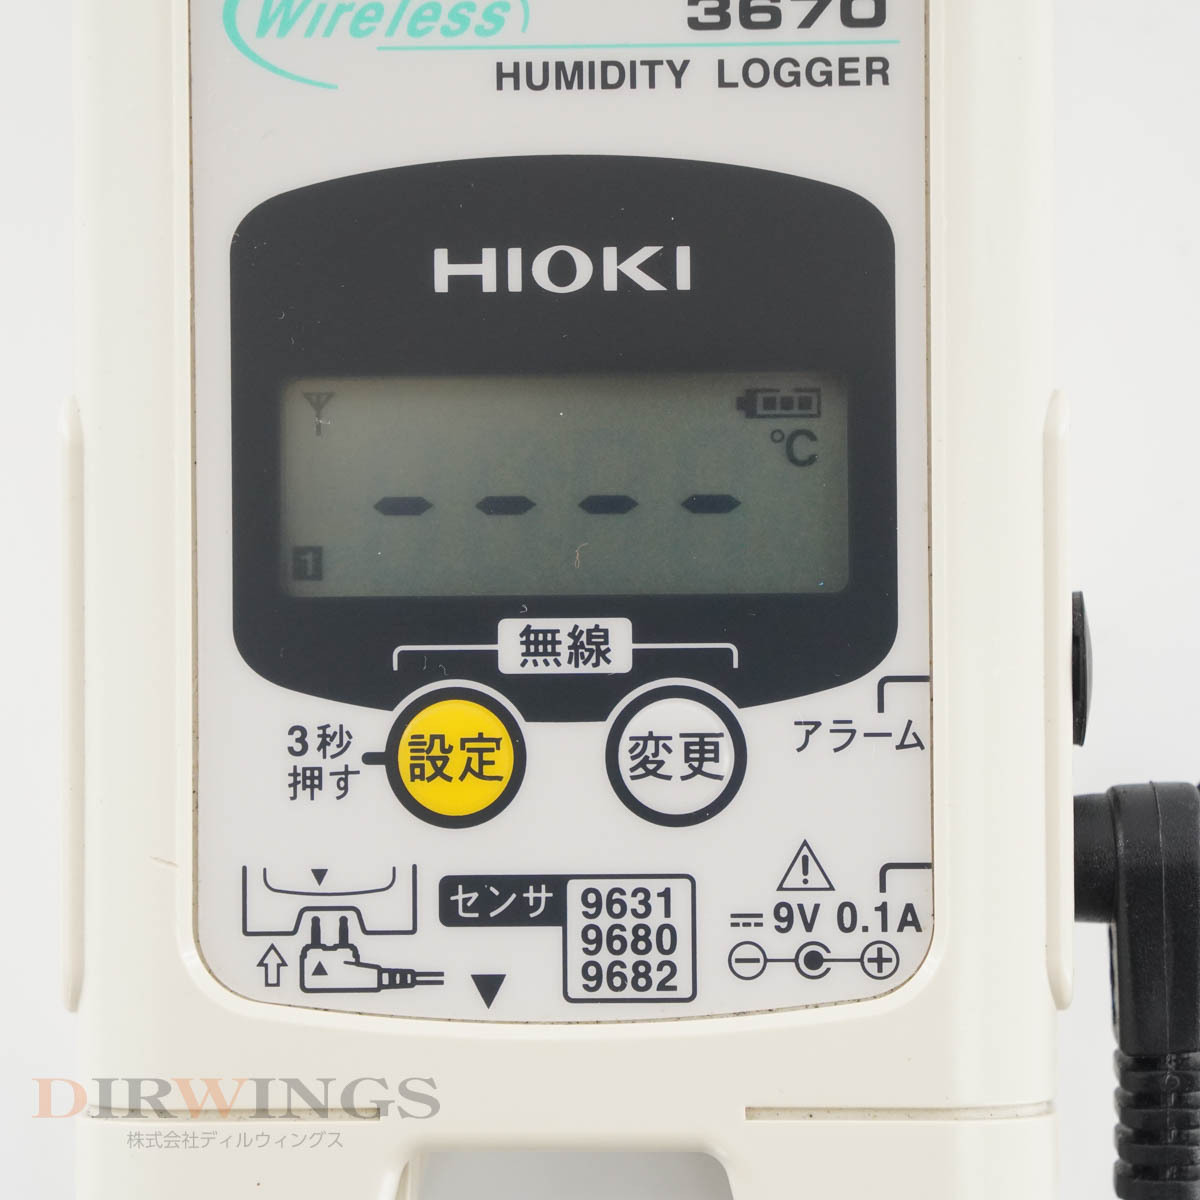 Wireless
3670
HUMIDITY LOGGER
HIOKI
℃
- - - -
1
無線
3秒
押す
設定
変更
アラーム
センサ
9631
9680
9682
9V 0.1A
DIRWINGS
株式会社ディルウィングス